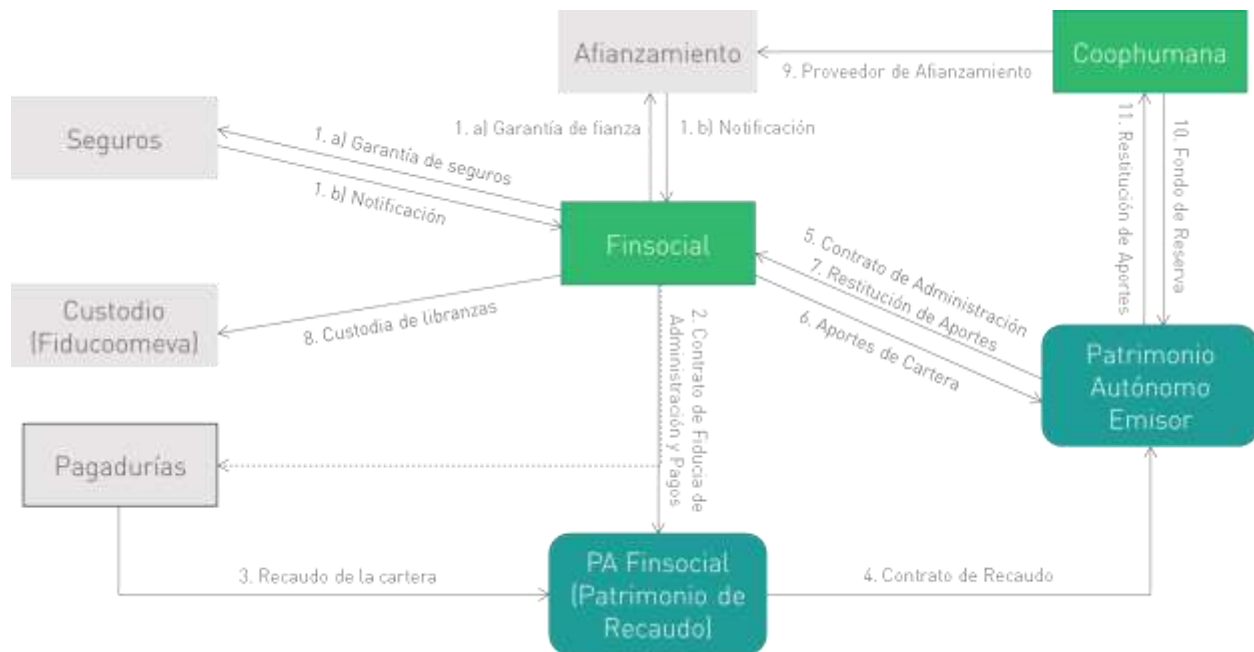 Afianzamiento
Coophumana
9. Proveedor de Afianzamiento
Seguros
1. a) Garantía de seguros
1. b) Notificación
1. a) Garantía de fianza
1. b) Notificación
11. Restitución de Aportes
10. Fondo de Reserva
Finsocial
5. Contrato de Administración
7. Restitución de Aportes
6. Aportes de Cartera
Custodio
(Fiducoomeva)
8. Custodia de libranzas
2. Contrato de Fiducia de
Administración y Pagos
Patrimonio
Autónomo
Emisor
Pagadurías
3. Recaudo de la cartera
PA Finsocial
(Patrimonio de
Recaudo)
4. Contrato de Recaudo